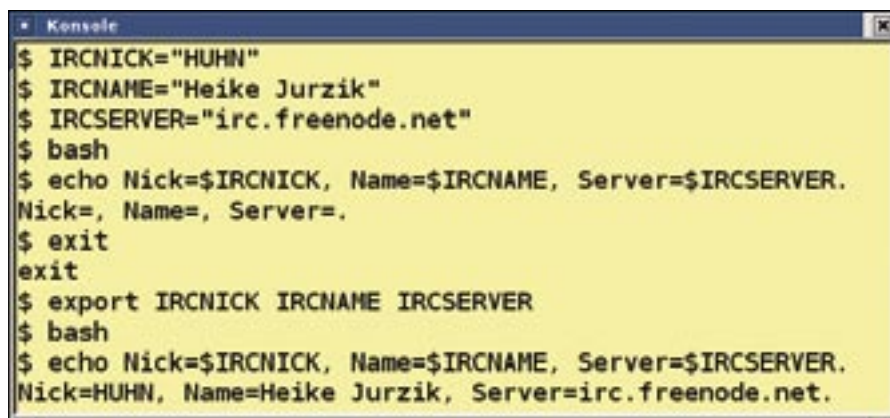 Konsole
$ IRCNICK="HUHN"
$ IRCNAME="Heike Jurzik"
$ IRCSERVER="irc.freenode.net"
$ bash
$ echo Nick=$IRCNICK, Name=$IRCNAME, Server=$IRCSERVER.
Nick=, Name=, Server=.
$ exit
exit
$ export IRCNICK IRCNAME IRCSERVER
$ bash
$ echo Nick=$IRCNICK, Name=$IRCNAME, Server=$IRCSERVER.
Nick=HUHN, Name=Heike Jurzik, Server=irc.freenode.net.